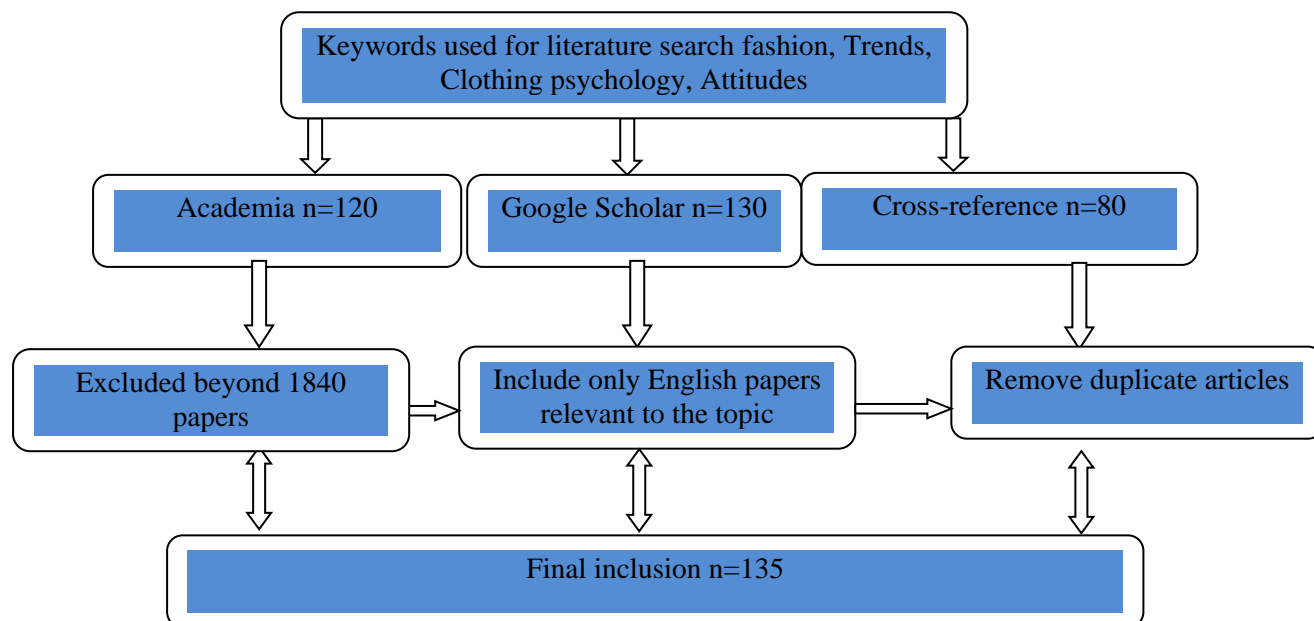 Keywords used for literature search fashion, Trends,
Clothing psychology, Attitudes
Academia n=120
Google Scholar n=130
Cross-reference n=80
Excluded beyond 1840
papers
Include only English papers
relevant to the topic
Remove duplicate articles
Final inclusion n=135